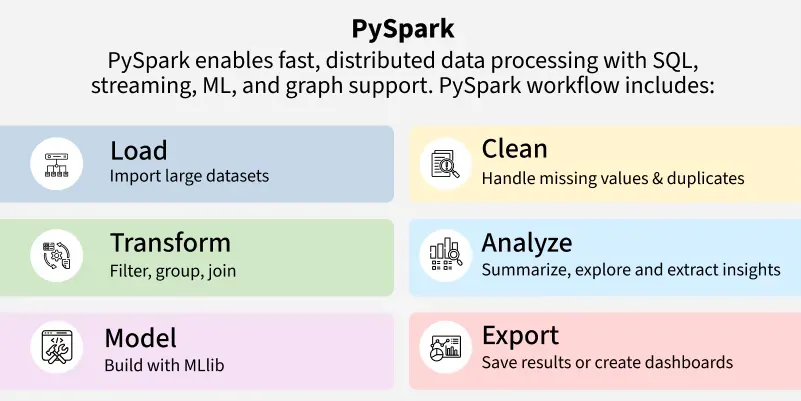 PySpark
PySpark enables fast, distributed data processing with SQL,
streaming, ML, and graph support. PySpark workflow includes:
Load
Import large datasets
Clean
Handle missing values & duplicates
Transform
Filter, group, join
Analyze
Summarize, explore and extract insights
Model
Build with MLlib
Export
Save results or create dashboards